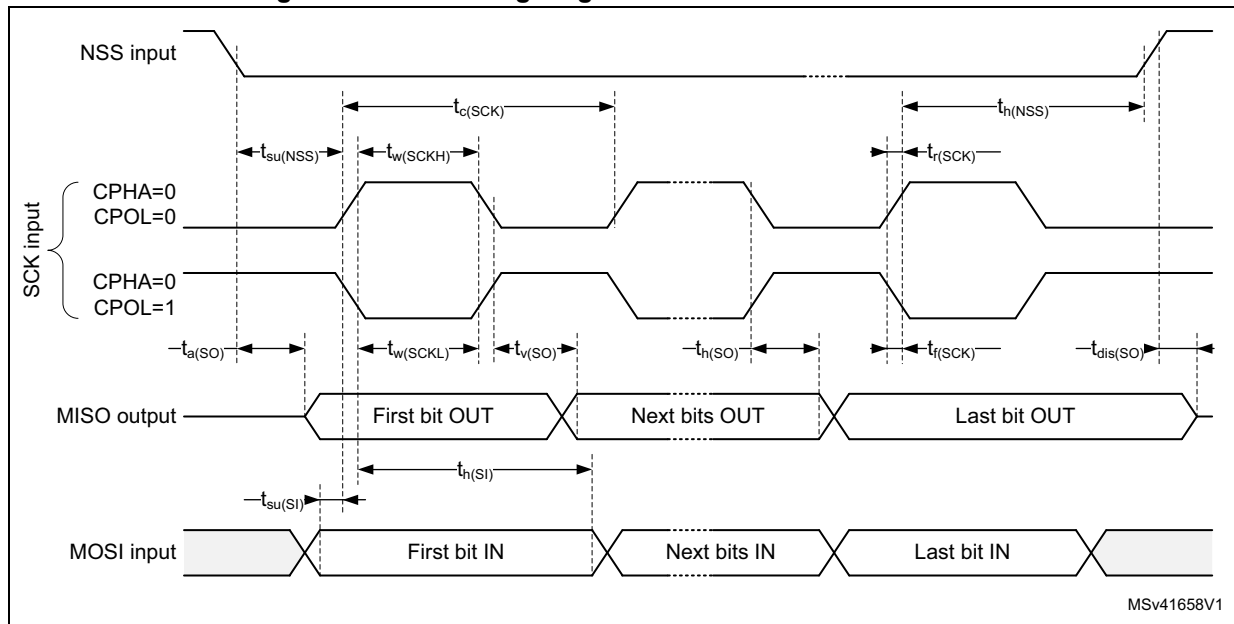 NSS input
tc(SCK)
th(NSS)
tsu(NSS)
tw(SCKH)
tr(SCK)
SCK input
CPHA=0
CPOL=0
CPHA=0
CPOL=1
ta(SO)
tw(SCKL)
tv(SO)
th(SO)
tf(SCK)
tdis(SO)
MISO output
First bit OUT
Next bits OUT
Last bit OUT
th(SI)
tsu(SI)
MOSI input
First bit IN
Next bits IN
Last bit IN
MSv41658V1